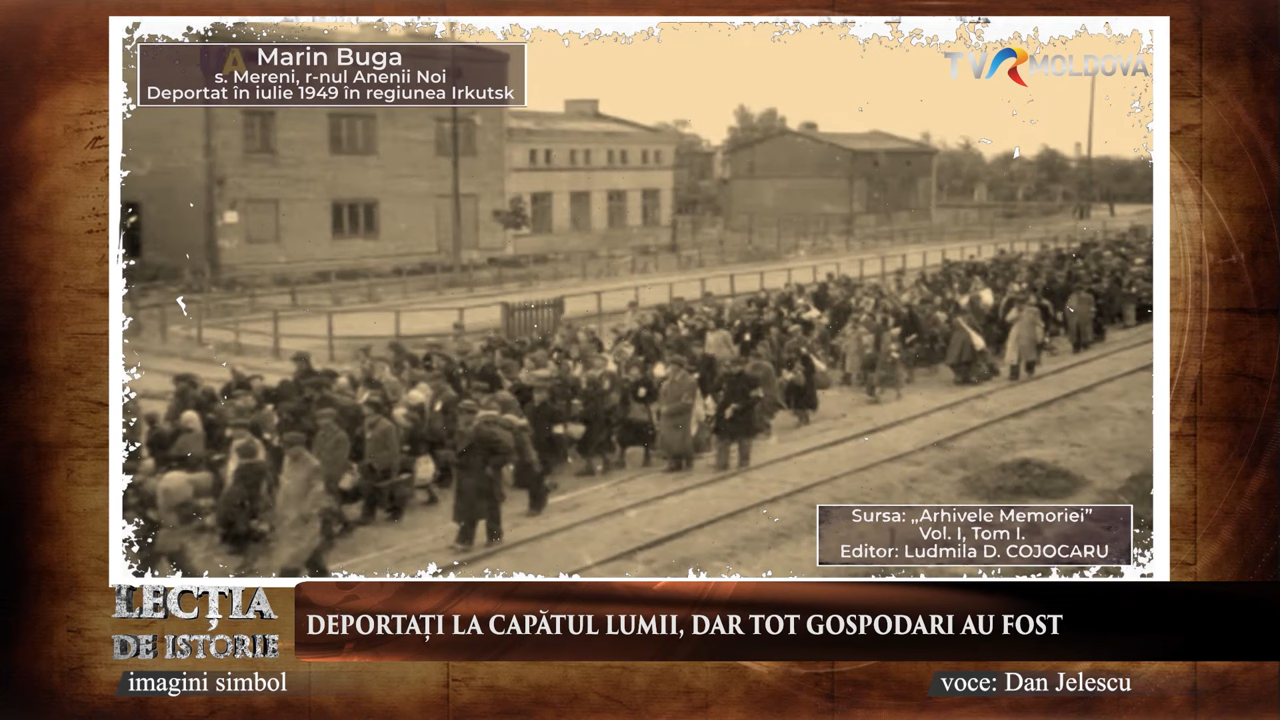 Marin Buga
s. Mereni, r-nul Anenii Noi
Deportat în iulie 1949 în regiunea Irkutsk
TVR MOLDOVA
Sursa: „Arhivele Memoriei”
Vol. I, Tom I.
Editor: Ludmila D. COJOCARU
LECȚIA
DE ISTORIE
DEPORTAȚI LA CAPĂTUL LUMII, DAR TOT GOSPODARI AU FOST
imagini simbol
voce: Dan Jelescu